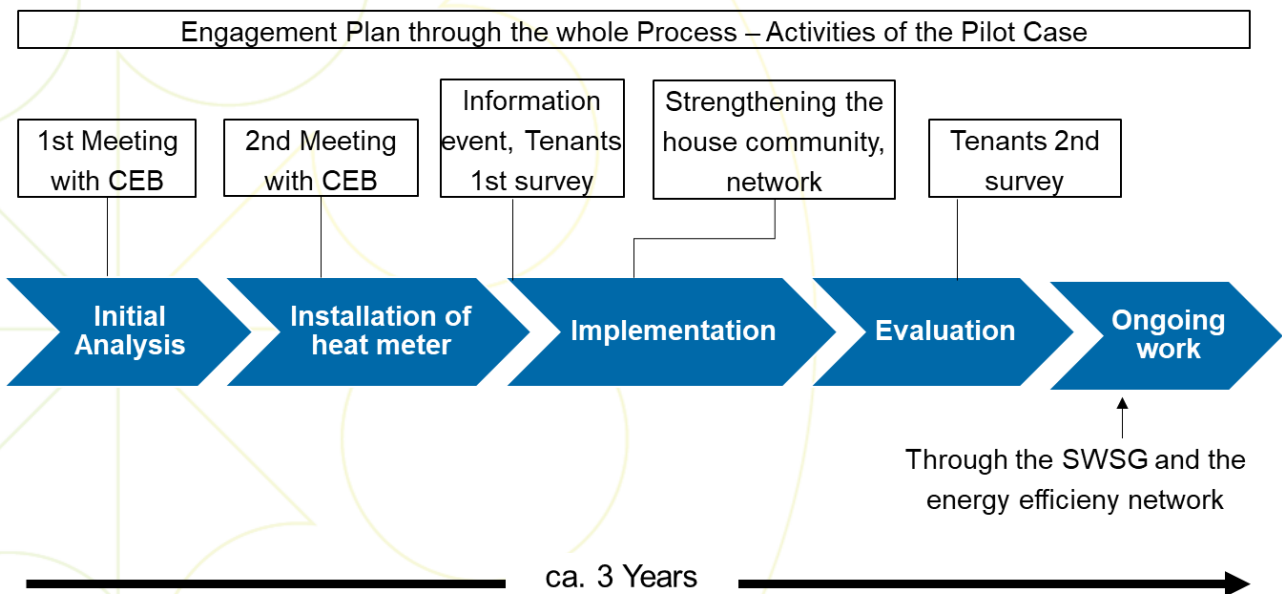 Engagement Plan through the whole Process – Activities of the Pilot Case
1st Meeting
with CEB
2nd Meeting
with CEB
Information
event, Tenants
1st survey
Strengthening the
house community,
network
Tenants 2nd
survey
Initial
Analysis
Installation of
heat meter
Implementation
Evaluation
Ongoing
work
Through the SWSG and the
energy efficieny network
ca. 3 Years